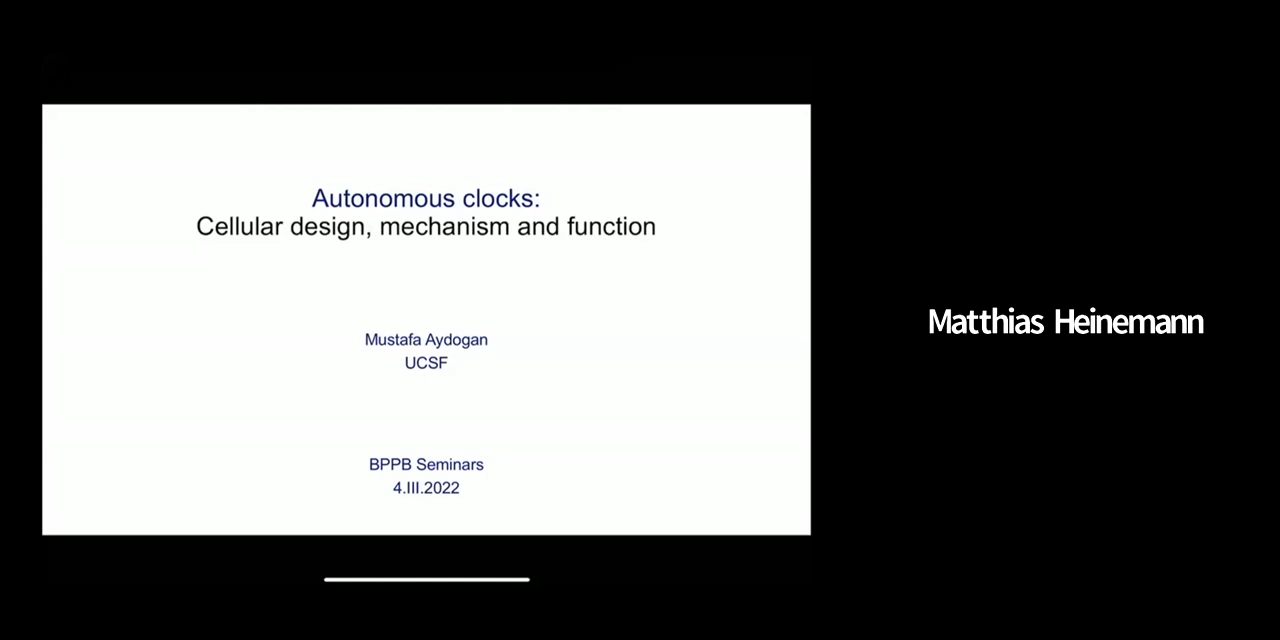 Autonomous clocks:
Cellular design, mechanism and function
Mustafa Aydogan
UCSF
BPPB Seminars
4.III.2022
Matthias Heinemann